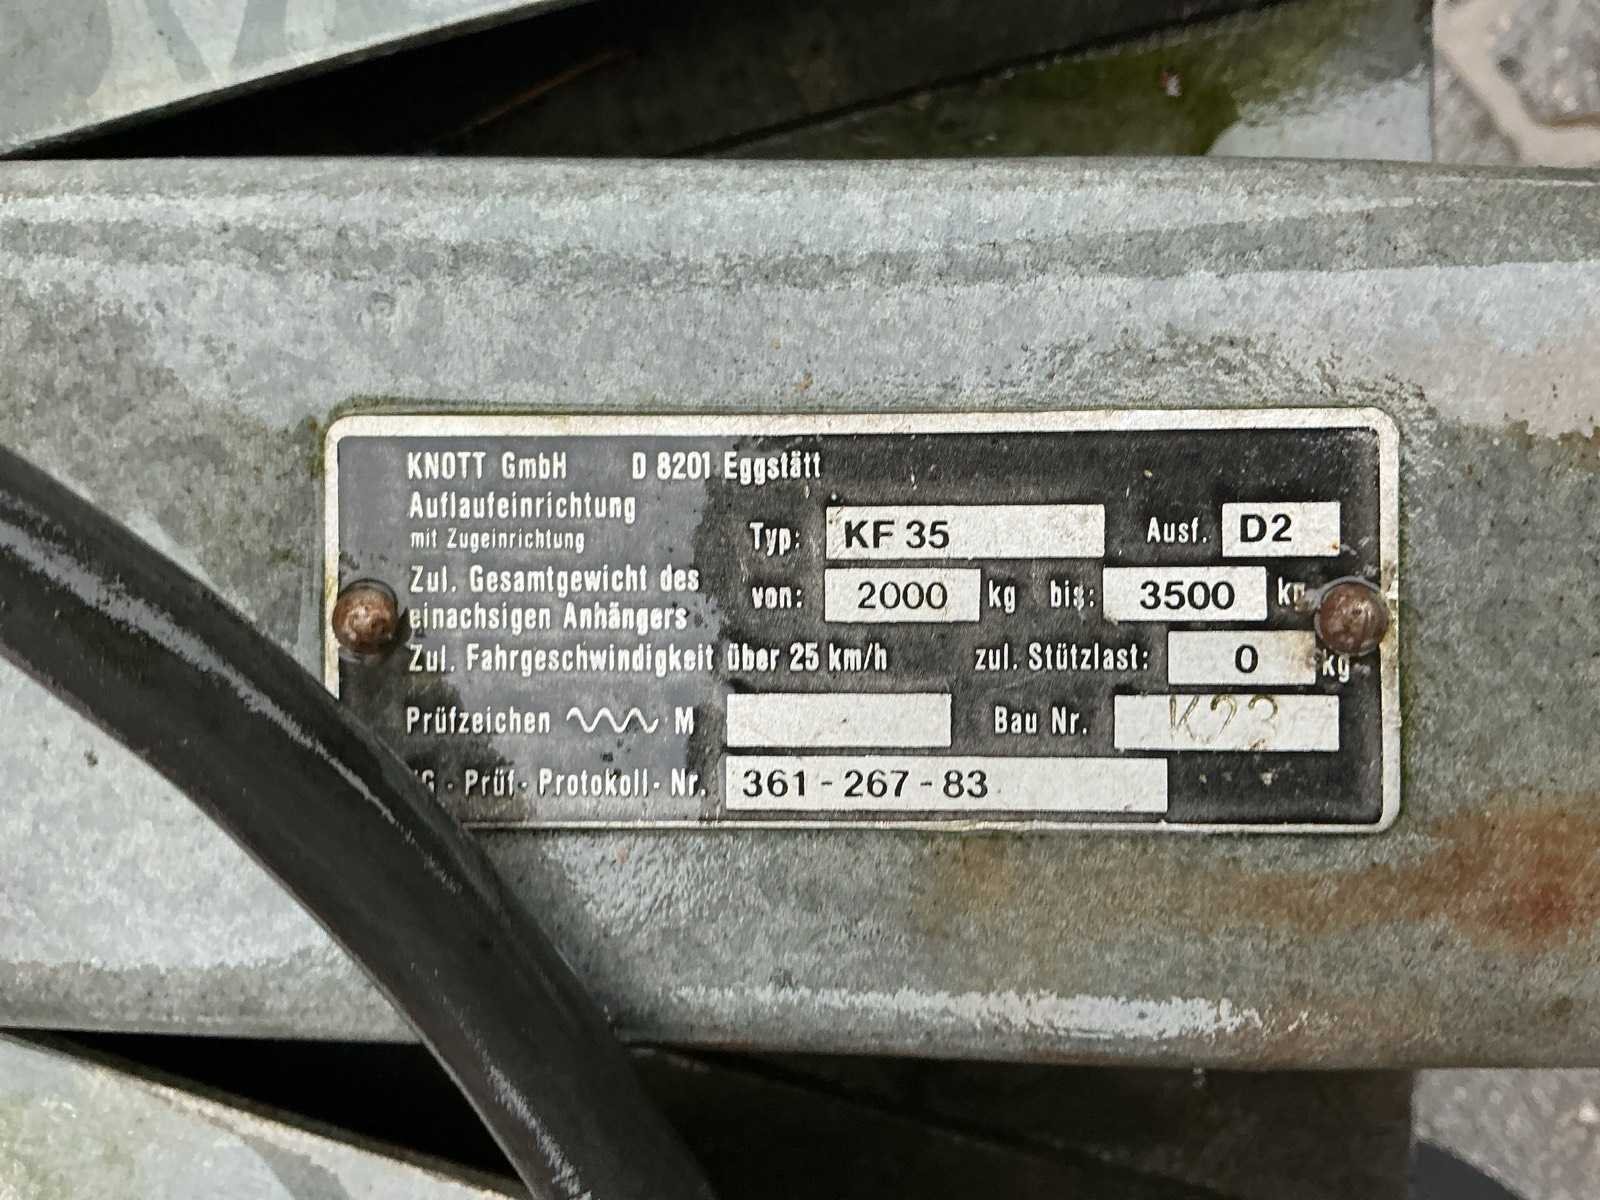 KNOTT GmbH D 8201 Eggstätt
Auflaufeinrichtung
mit Zugeinrichtung Typ: KF 35 Ausf. D2
Zul. Gesamtgewicht des
einachsigen Anhängers von: 2000 kg bis: 3500 kg
Zul. Fahrgeschwindigkeit über 25 km/h zul. Stützlast: 0 kg
Prüfzeichen M Bau Nr. K23
Prüf-Protokoll-Nr. 361-267-83